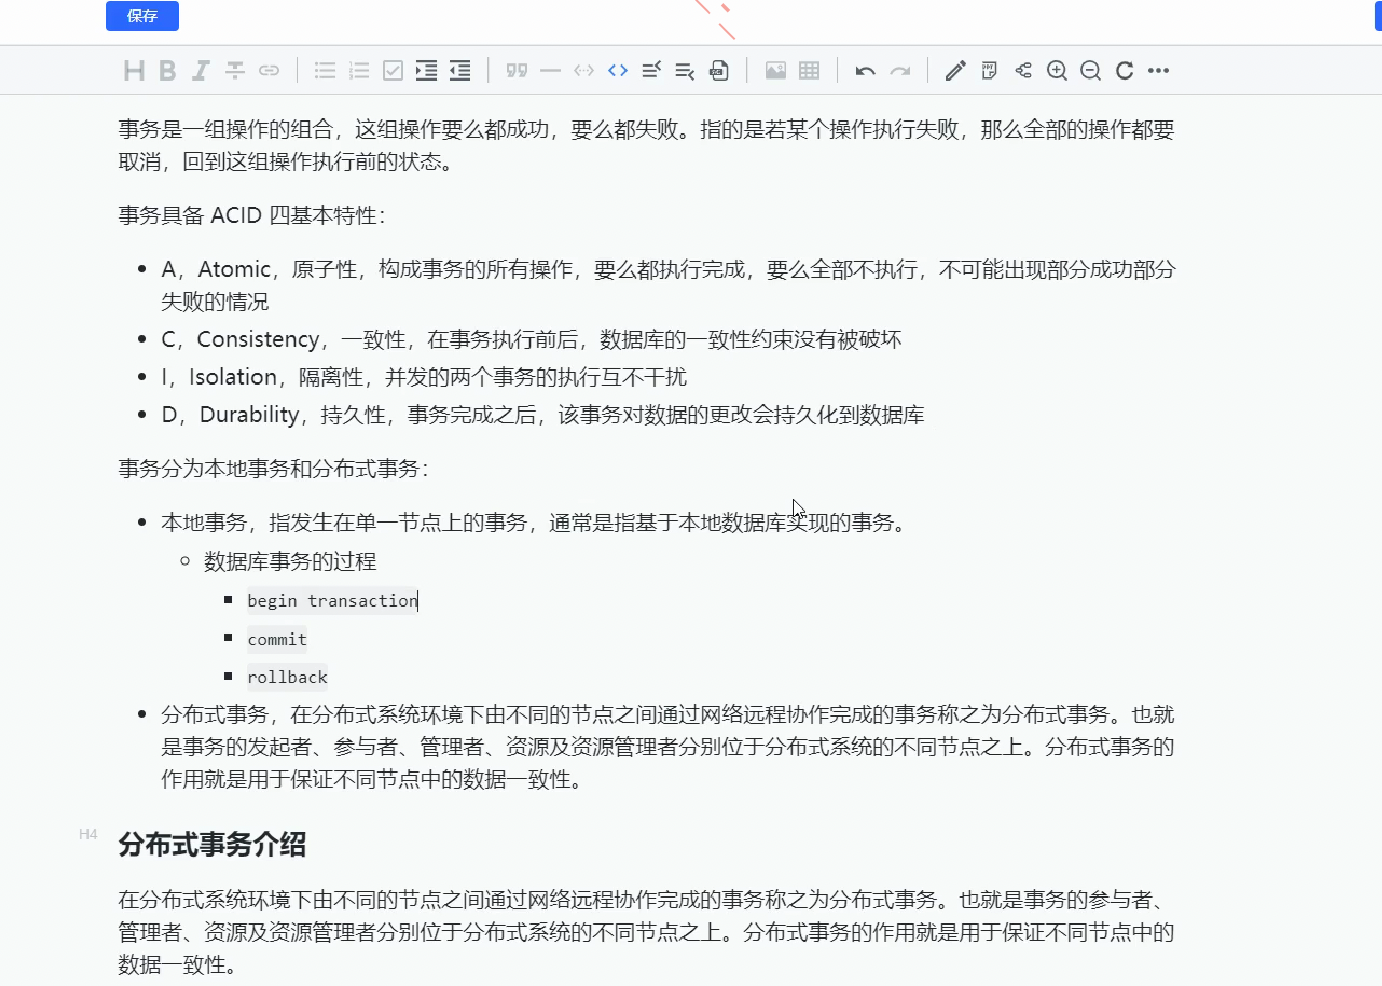 保存
事务是一组操作的组合，这组操作要么都成功，要么都失败。指的是若某个操作执行失败，那么全部的操作都要
取消，回到这组操作执行前的状态。
事务具备 ACID 四基本特性：
A，Atomic，原子性，构成事务的所有操作，要么都执行完成，要么全部不执行，不可能出现部分成功部分
失败的情况
C，Consistency，一致性，在事务执行前后，数据库的一致性约束没有被破坏
I，Isolation，隔离性，并发的两个事务的执行互不干扰
D，Durability，持久性，事务完成之后，该事务对数据的更改会持久化到数据库
事务分为本地事务和分布式事务：
本地事务，指发生在单一节点上的事务，通常是指基于本地数据库实现的事务。
数据库事务的过程
begin transaction
commit
rollback
分布式事务，在分布式系统环境下由不同的节点之间通过网络远程协作完成的事务称之为分布式事务。也就
是事务的发起者、参与者、管理者、资源及资源管理者分别位于分布式系统的不同节点之上。分布式事务的
作用就是用于保证不同节点中的数据一致性。
H4
分布式事务介绍
在分布式系统环境下由不同的节点之间通过网络远程协作完成的事务称之为分布式事务。也就是事务的参与者、
管理者、资源及资源管理者分别位于分布式系统的不同节点之上。分布式事务的作用就是用于保证不同节点中的
数据一致性。